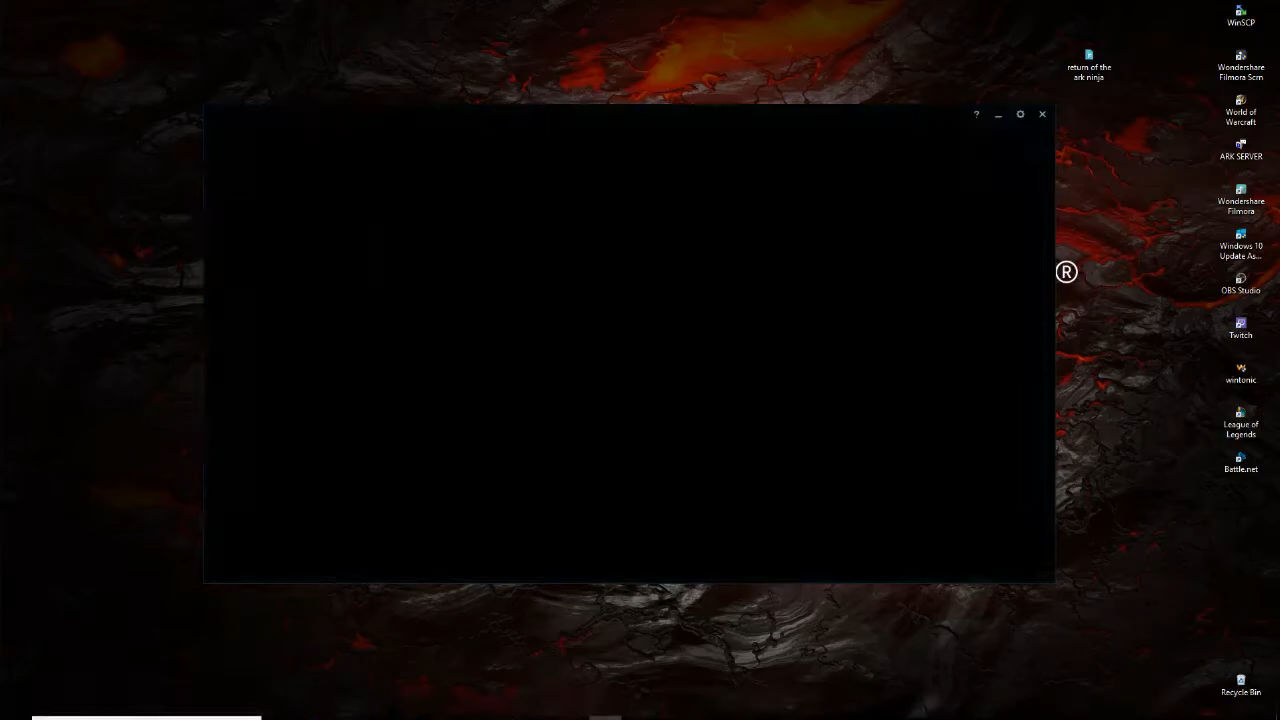 WinSCP
return of the
ark ninja
Wondershare
Filmora Scrn
World of
Warcraft
?
ARK SERVER
Wondershare
Filmora
Windows 10
Update As...
®
OBS Studio
Twitch
wintonic
League of
Legends
Battle.net
Recycle Bin